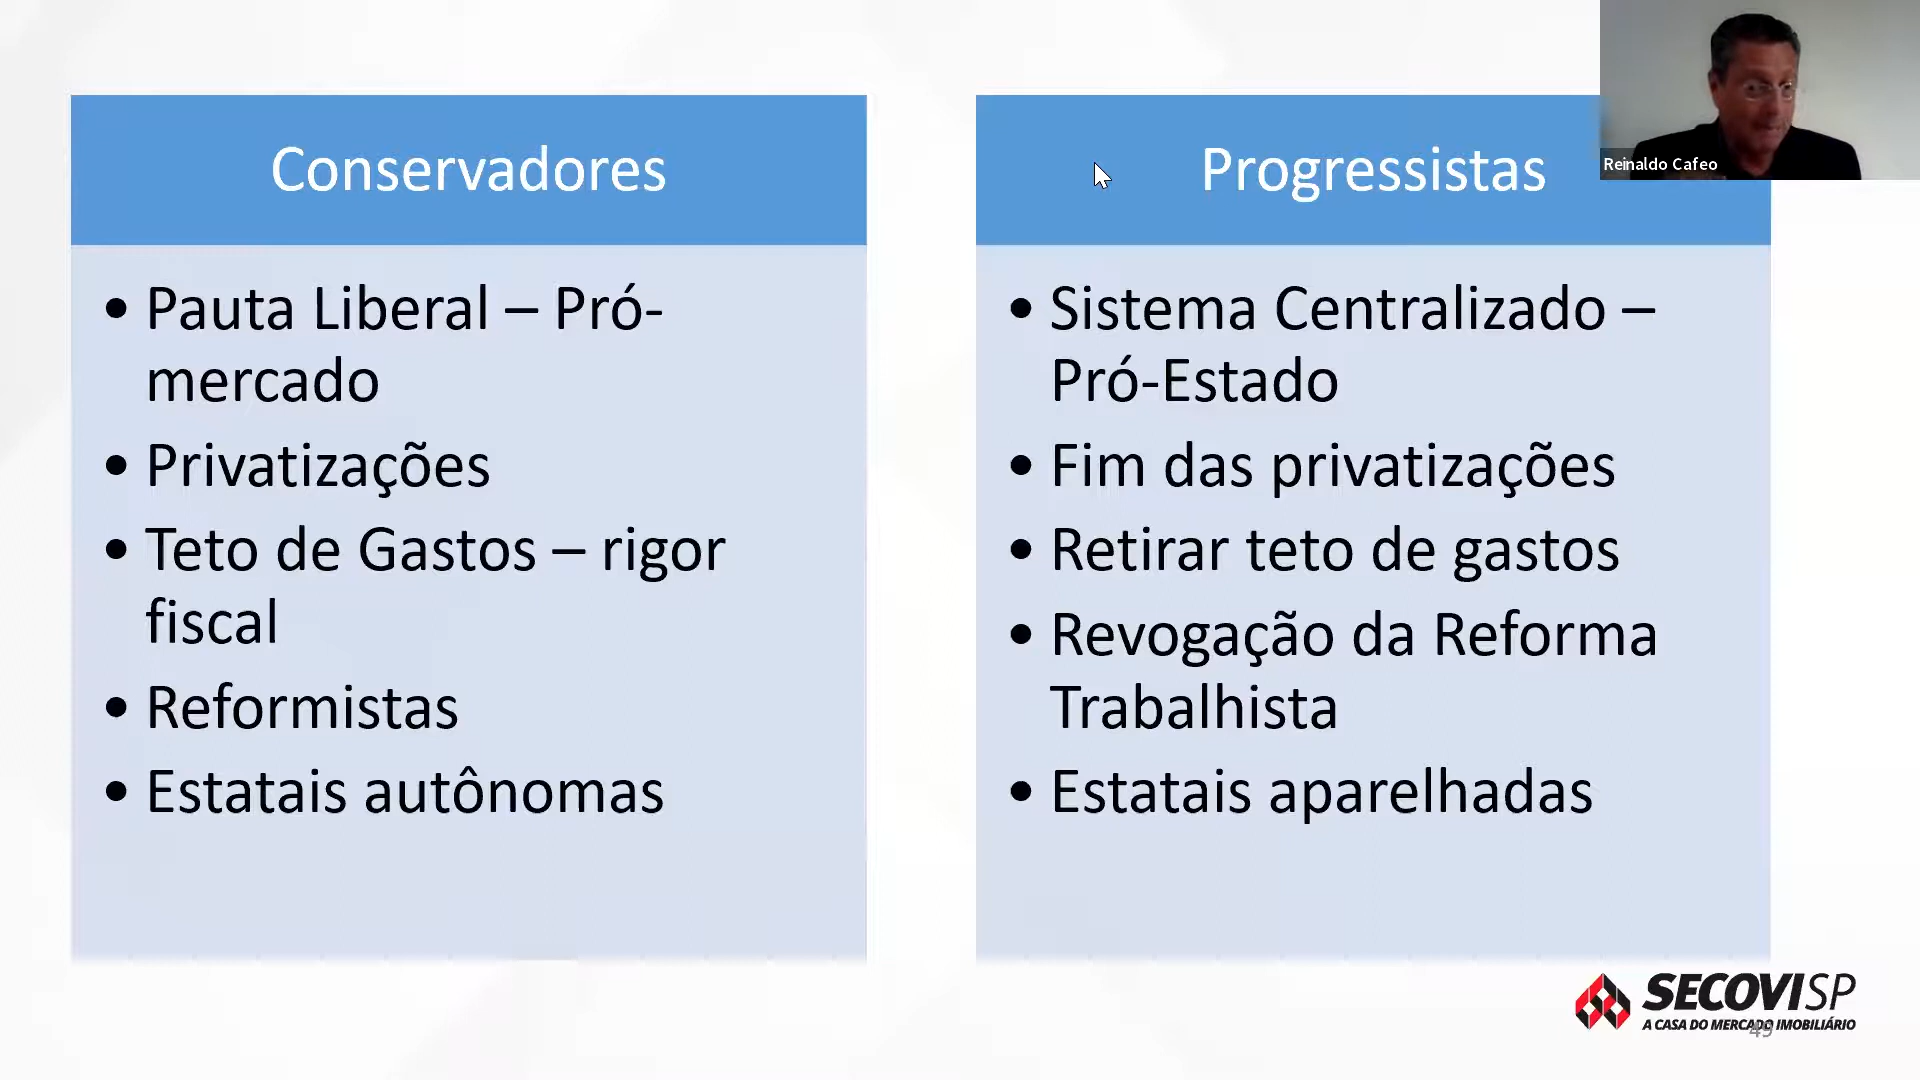 Conservadores
• Pauta Liberal – Pró-
mercado
• Privatizações
• Teto de Gastos – rigor
fiscal
• Reformistas
• Estatais autônomas
Progressistas
• Sistema Centralizado –
Pró-Estado
• Fim das privatizações
• Retirar teto de gastos
• Revogação da Reforma
Trabalhista
• Estatais aparelhadas
Reinaldo Cafeo
SECOVISP
A CASA DO MERCADO IMOBILIÁRIO
49